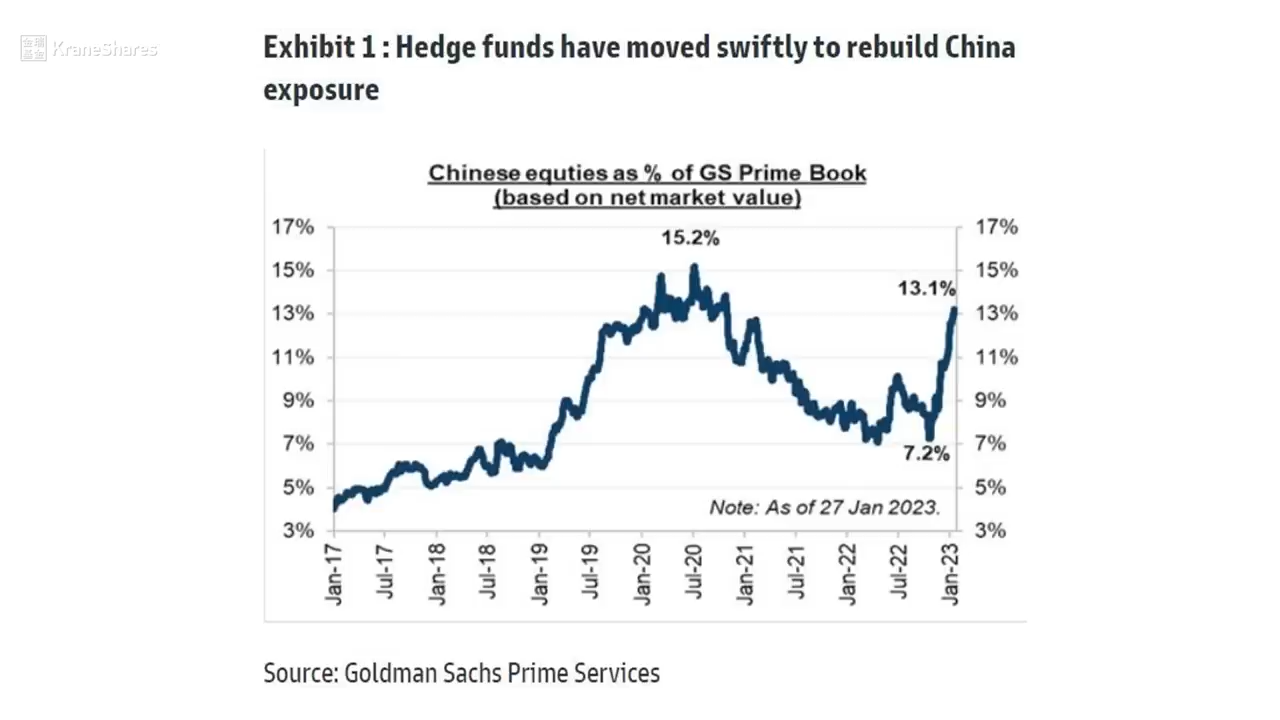 金瑞
基金
KraneShares
Exhibit 1 : Hedge funds have moved swiftly to rebuild China
exposure
Chinese equties as % of GS Prime Book
(based on net market value)
17%
15%
13%
11%
9%
7%
5%
3%
15.2%
13.1%
7.2%
17%
15%
13%
11%
9%
7%
5%
3%
Note: As of 27 Jan 2023.
Jan-17
Jul-17
Jan-18
Jul-18
Jan-19
Jul-19
Jan-20
Jul-20
Jan-21
Jul-21
Jan-22
Jul-22
Jan-23
Source: Goldman Sachs Prime Services